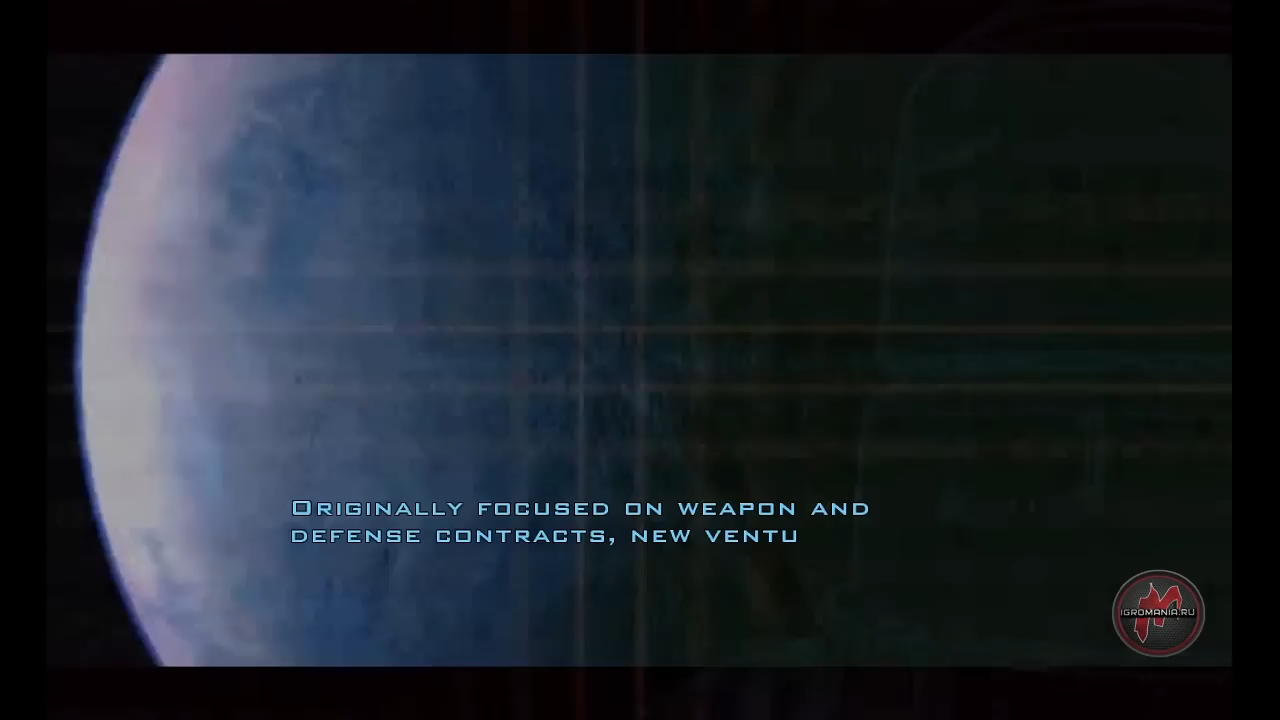 Originally focused on weapon and
defense contracts, new ventu
IGROMANIA.RU